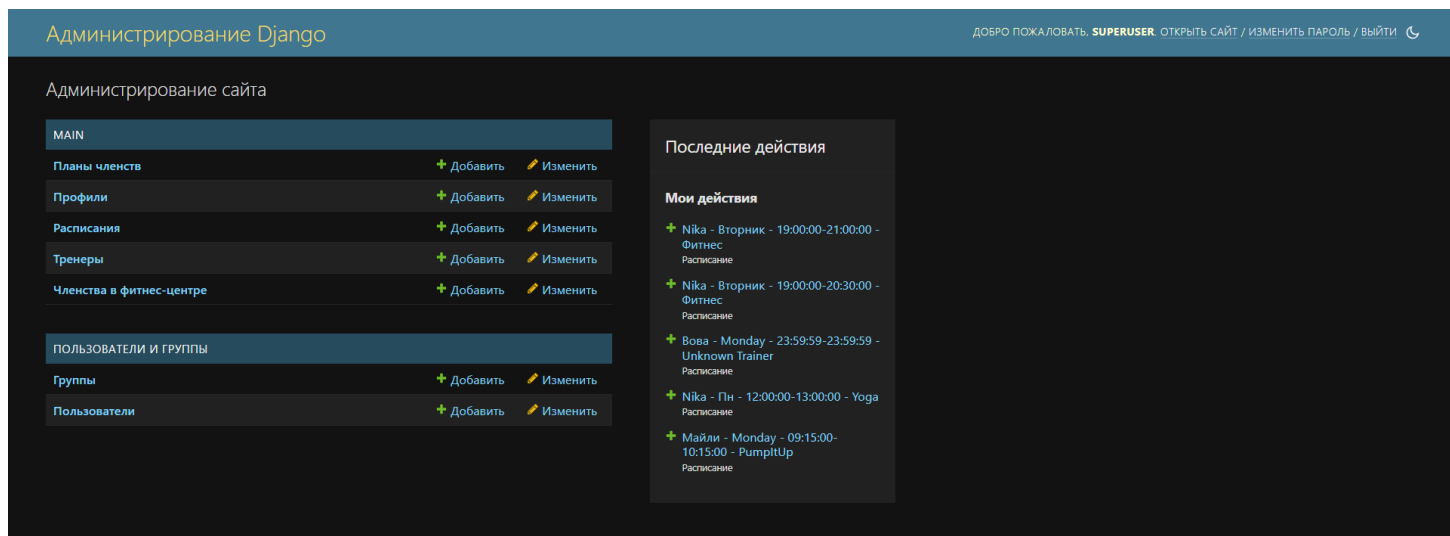 Администрирование Django
ДОБРО ПОЖАЛОВАТЬ, SUPERUSER. ОТКРЫТЬ САЙТ / ИЗМЕНИТЬ ПАРОЛЬ / ВЫЙТИ
Администрирование сайта
MAIN
Планы членств Добавить Изменить
Профили Добавить Изменить
Расписания Добавить Изменить
Тренеры Добавить Изменить
Членства в фитнес-центре Добавить Изменить
ПОЛЬЗОВАТЕЛИ И ГРУППЫ
Группы Добавить Изменить
Пользователи Добавить Изменить
Последние действия
Мои действия
Nika - Вторник - 19:00:00-21:00:00 -
Фитнес
Расписание
Nika - Вторник - 19:00:00-20:30:00 -
Фитнес
Расписание
Вова - Monday - 23:59:59-23:59:59 -
Unknown Trainer
Расписание
Nika - Пн - 12:00:00-13:00:00 - Yoga
Расписание
Майли - Monday - 09:15:00-
10:15:00 - PumpItUp
Расписание